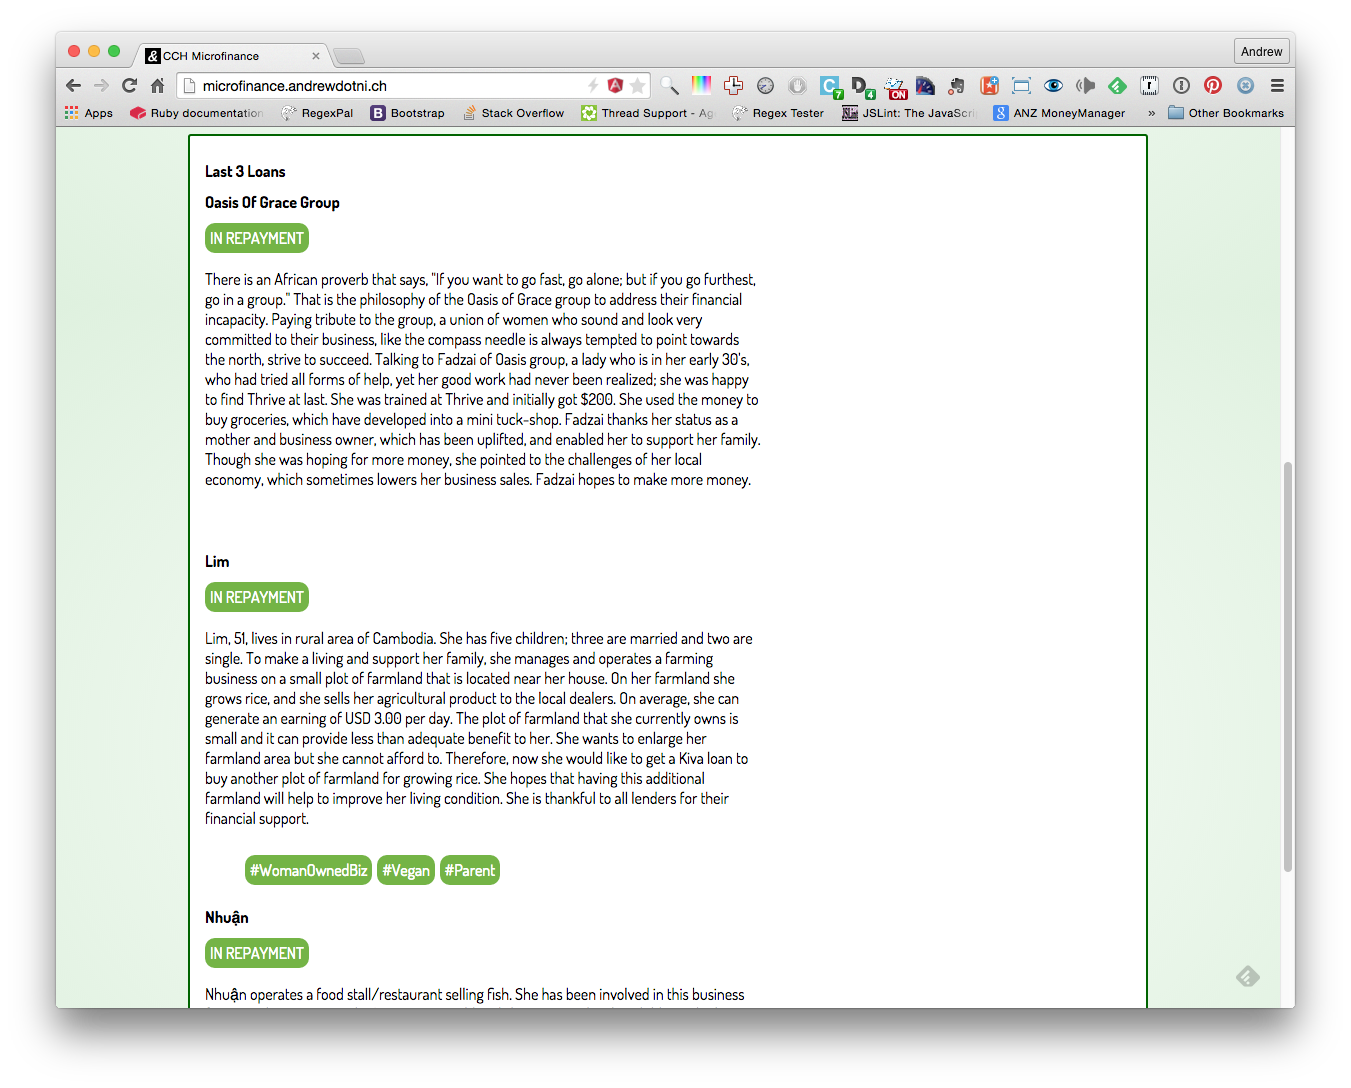 CCH Microfinance
Andrew
microfinance.andrewdotni.ch
7
4
ON
Apps
Ruby documentation
RegexPal
Bootstrap
Stack Overflow
Thread Support - Ag
Regex Tester
JSLint: The JavaScri
ANZ MoneyManager
»
Other Bookmarks
Last 3 Loans
Oasis Of Grace Group
IN REPAYMENT
There is an African proverb that says, "If you want to go fast, go alone; but if you go furthest,
go in a group." That is the philosophy of the Oasis of Grace group to address their financial
incapacity. Paying tribute to the group, a union of women who sound and look very
committed to their business, like the compass needle is always tempted to point towards
the north, strive to succeed. Talking to Fadzai of Oasis group, a lady who is in her early 30's,
who had tried all forms of help, yet her good work had never been realized; she was happy
to find Thrive at last. She was trained at Thrive and initially got $200. She used the money to
buy groceries, which have developed into a mini tuck-shop. Fadzai thanks her status as a
mother and business owner, which has been uplifted, and enabled her to support her family.
Though she was hoping for more money, she pointed to the challenges of her local
economy, which sometimes lowers her business sales. Fadzai hopes to make more money.
Lim
IN REPAYMENT
Lim, 51, lives in rural area of Cambodia. She has five children; three are married and two are
single. To make a living and support her family, she manages and operates a farming
business on a small plot of farmland that is located near her house. On her farmland she
grows rice, and she sells her agricultural product to the local dealers. On average, she can
generate an earning of USD 3.00 per day. The plot of farmland that she currently owns is
small and it can provide less than adequate benefit to her. She wants to enlarge her
farmland area but she cannot afford to. Therefore, now she would like to get a Kiva loan to
buy another plot of farmland for growing rice. She hopes that having this additional
farmland will help to improve her living condition. She is thankful to all lenders for their
financial support.
#WomanOwnedBiz #Vegan #Parent
Nhuận
IN REPAYMENT
Nhuận operates a food stall/restaurant selling fish. She has been involved in this business